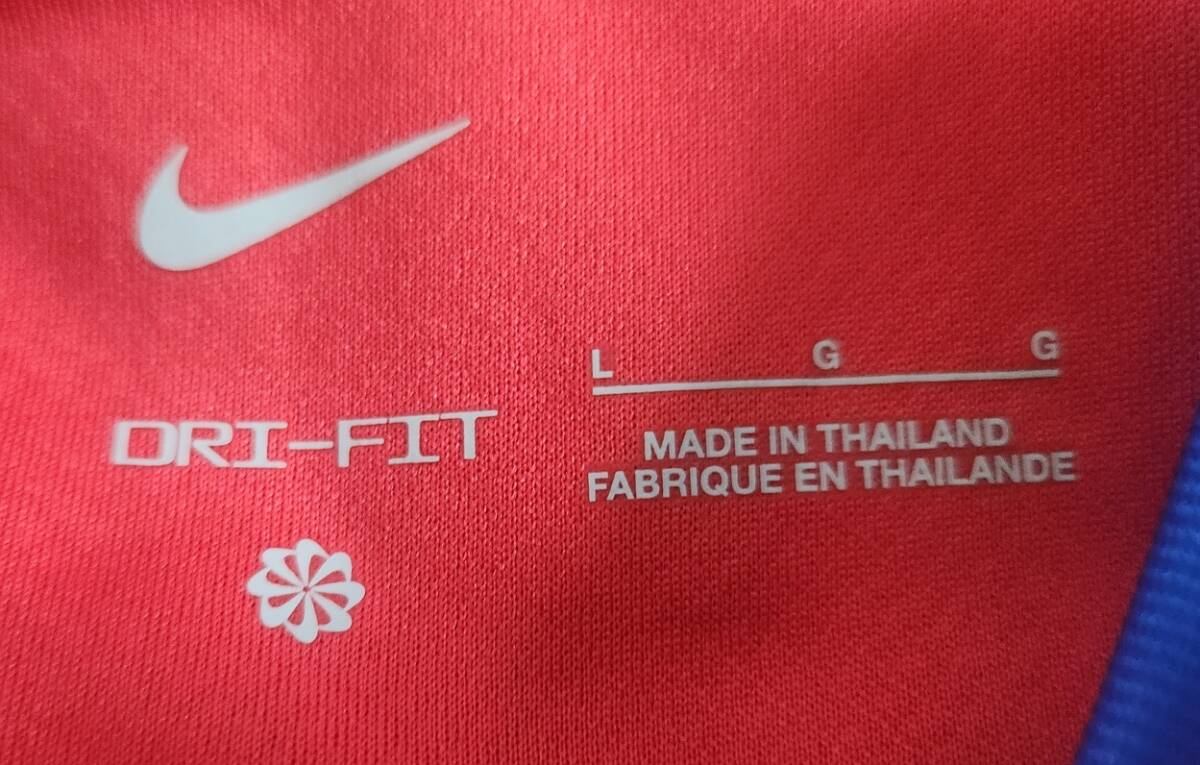 DRI-FIT
L G G
MADE IN THAILAND
FABRIQUE EN THAILANDE